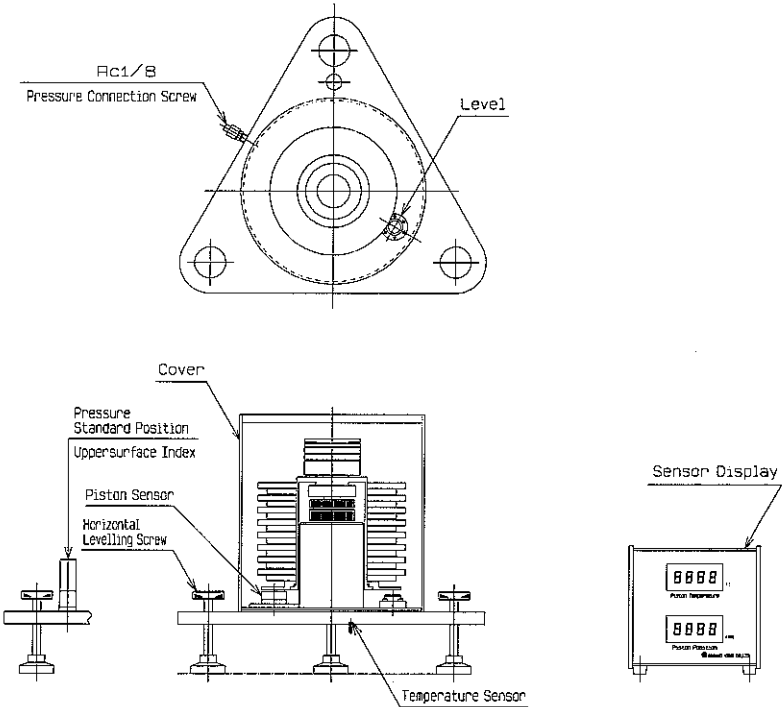 Rc1/8
Pressure Connection Screw
Level
Cover
Pressure
Standard Position
Uppersurface Index
Piston Sensor
Horizontal
Levelling Screw
Sensor Display
8888
Piston Temperature
8888
Piston Position
Temperature Sensor